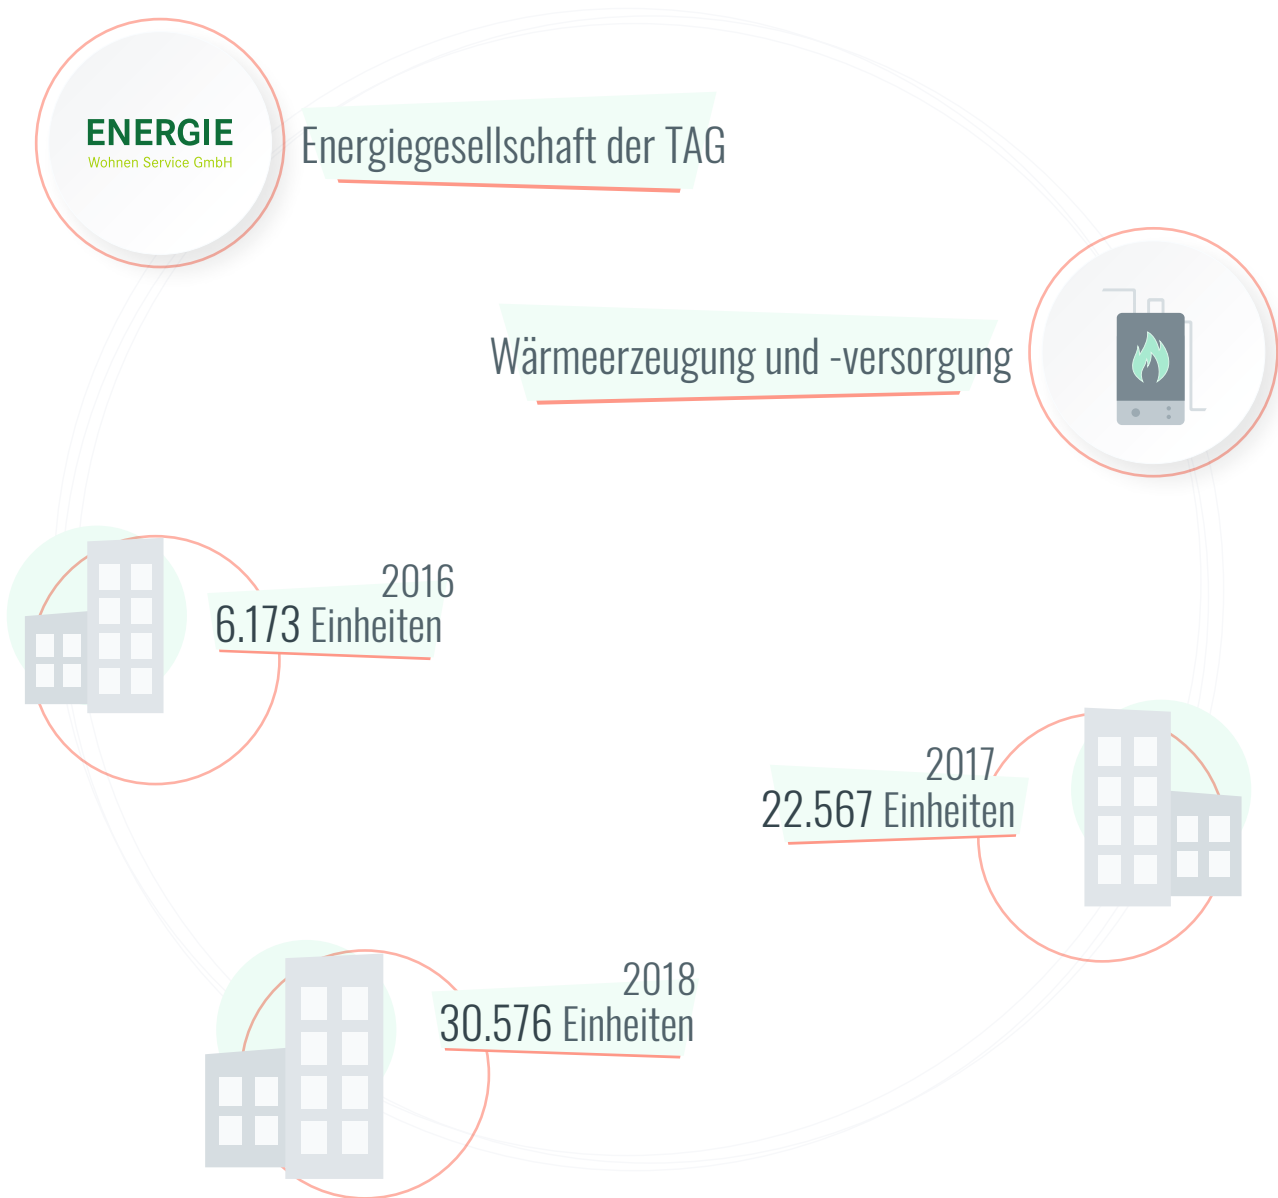 ENERGIE
Wohnen Service GmbH
Energiegesellschaft der TAG
Wärmeerzeugung und -versorgung
2016
6.173 Einheiten
2017
22.567 Einheiten
2018
30.576 Einheiten